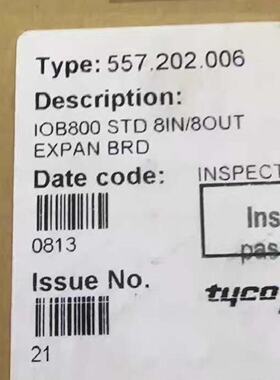 Type: 557.202.006
Description:
IOB800 STD 8IN/8OUT
EXPAN BRD
Date code:
INSPECT
0813
Ins
pas
Issue No.
tyco
21